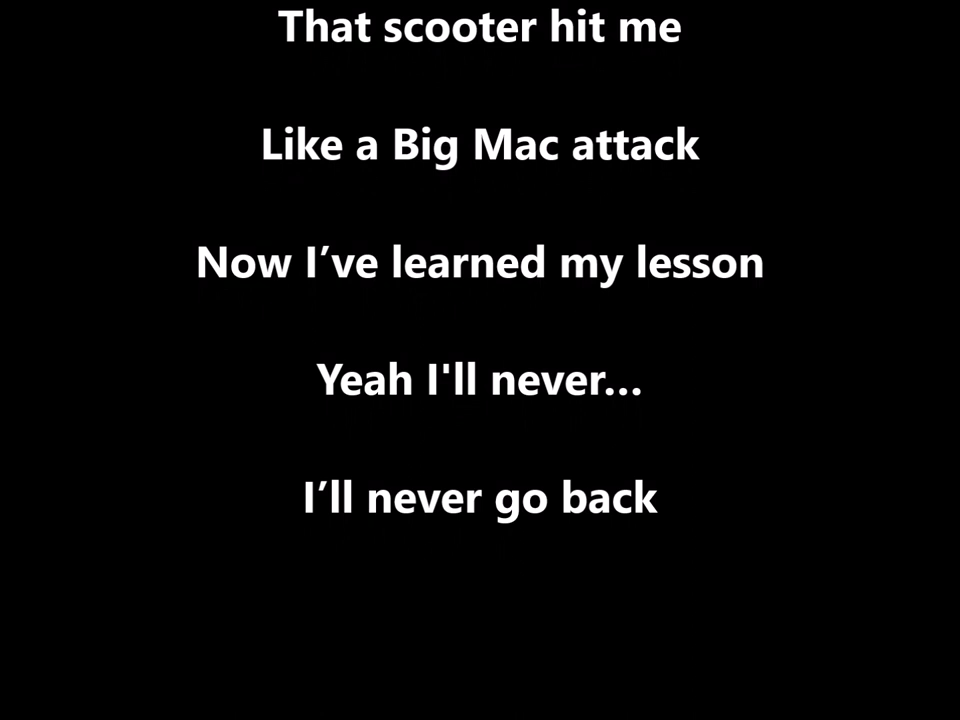 That scooter hit me
Like a Big Mac attack
Now I’ve learned my lesson
Yeah I'll never...
I’ll never go back